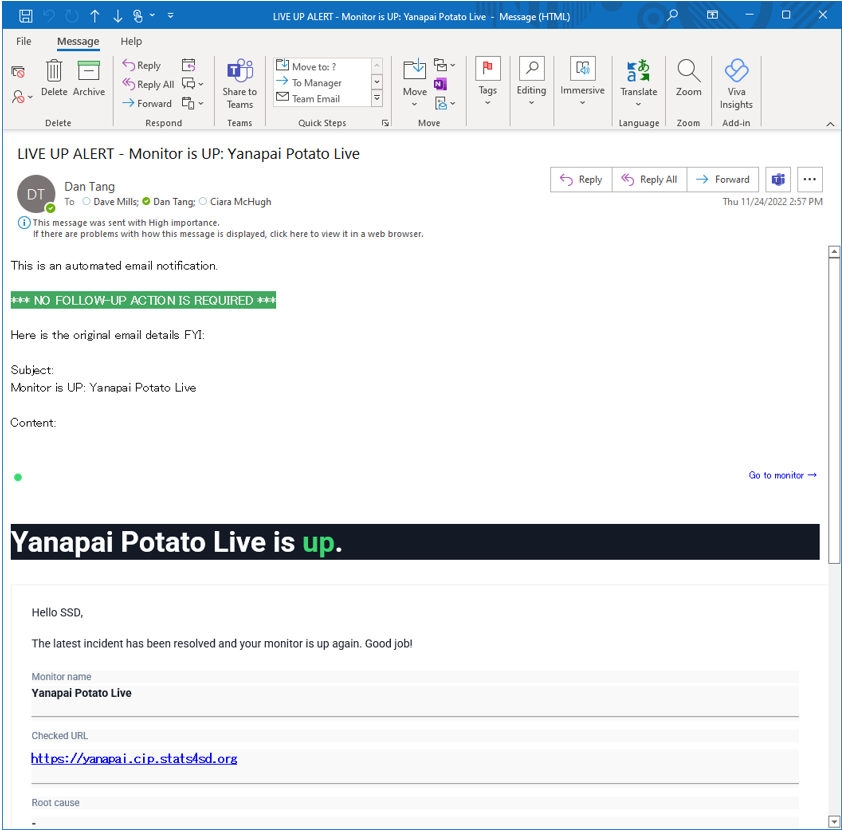 LIVE UP ALERT - Monitor is UP: Yanapai Potato Live - Message (HTML)
File Message Help
Delete Archive
Reply
Reply All
Forward
Share to Teams
Move to: ?
To Manager
Team Email
Move
Tags
Editing
Immersive
Translate
Zoom
Viva Insights
Delete Respond Teams Quick Steps Move Language Zoom Add-in
LIVE UP ALERT - Monitor is UP: Yanapai Potato Live
DT
Dan Tang
To Dave Mills; Dan Tang; Ciara McHugh
Reply Reply All Forward
Thu 11/24/2022 2:57 PM
This message was sent with High importance.
If there are problems with how this message is displayed, click here to view it in a web browser.
This is an automated email notification.
*** NO FOLLOW-UP ACTION IS REQUIRED ***
Here is the original email details FYI:
Subject:
Monitor is UP: Yanapai Potato Live
Content:
Go to monitor →
Yanapai Potato Live is up.
Hello SSD,
The latest incident has been resolved and your monitor is up again. Good job!
Monitor name
Yanapai Potato Live
Checked URL
https://yanapai.cip.stats4sd.org
Root cause
-